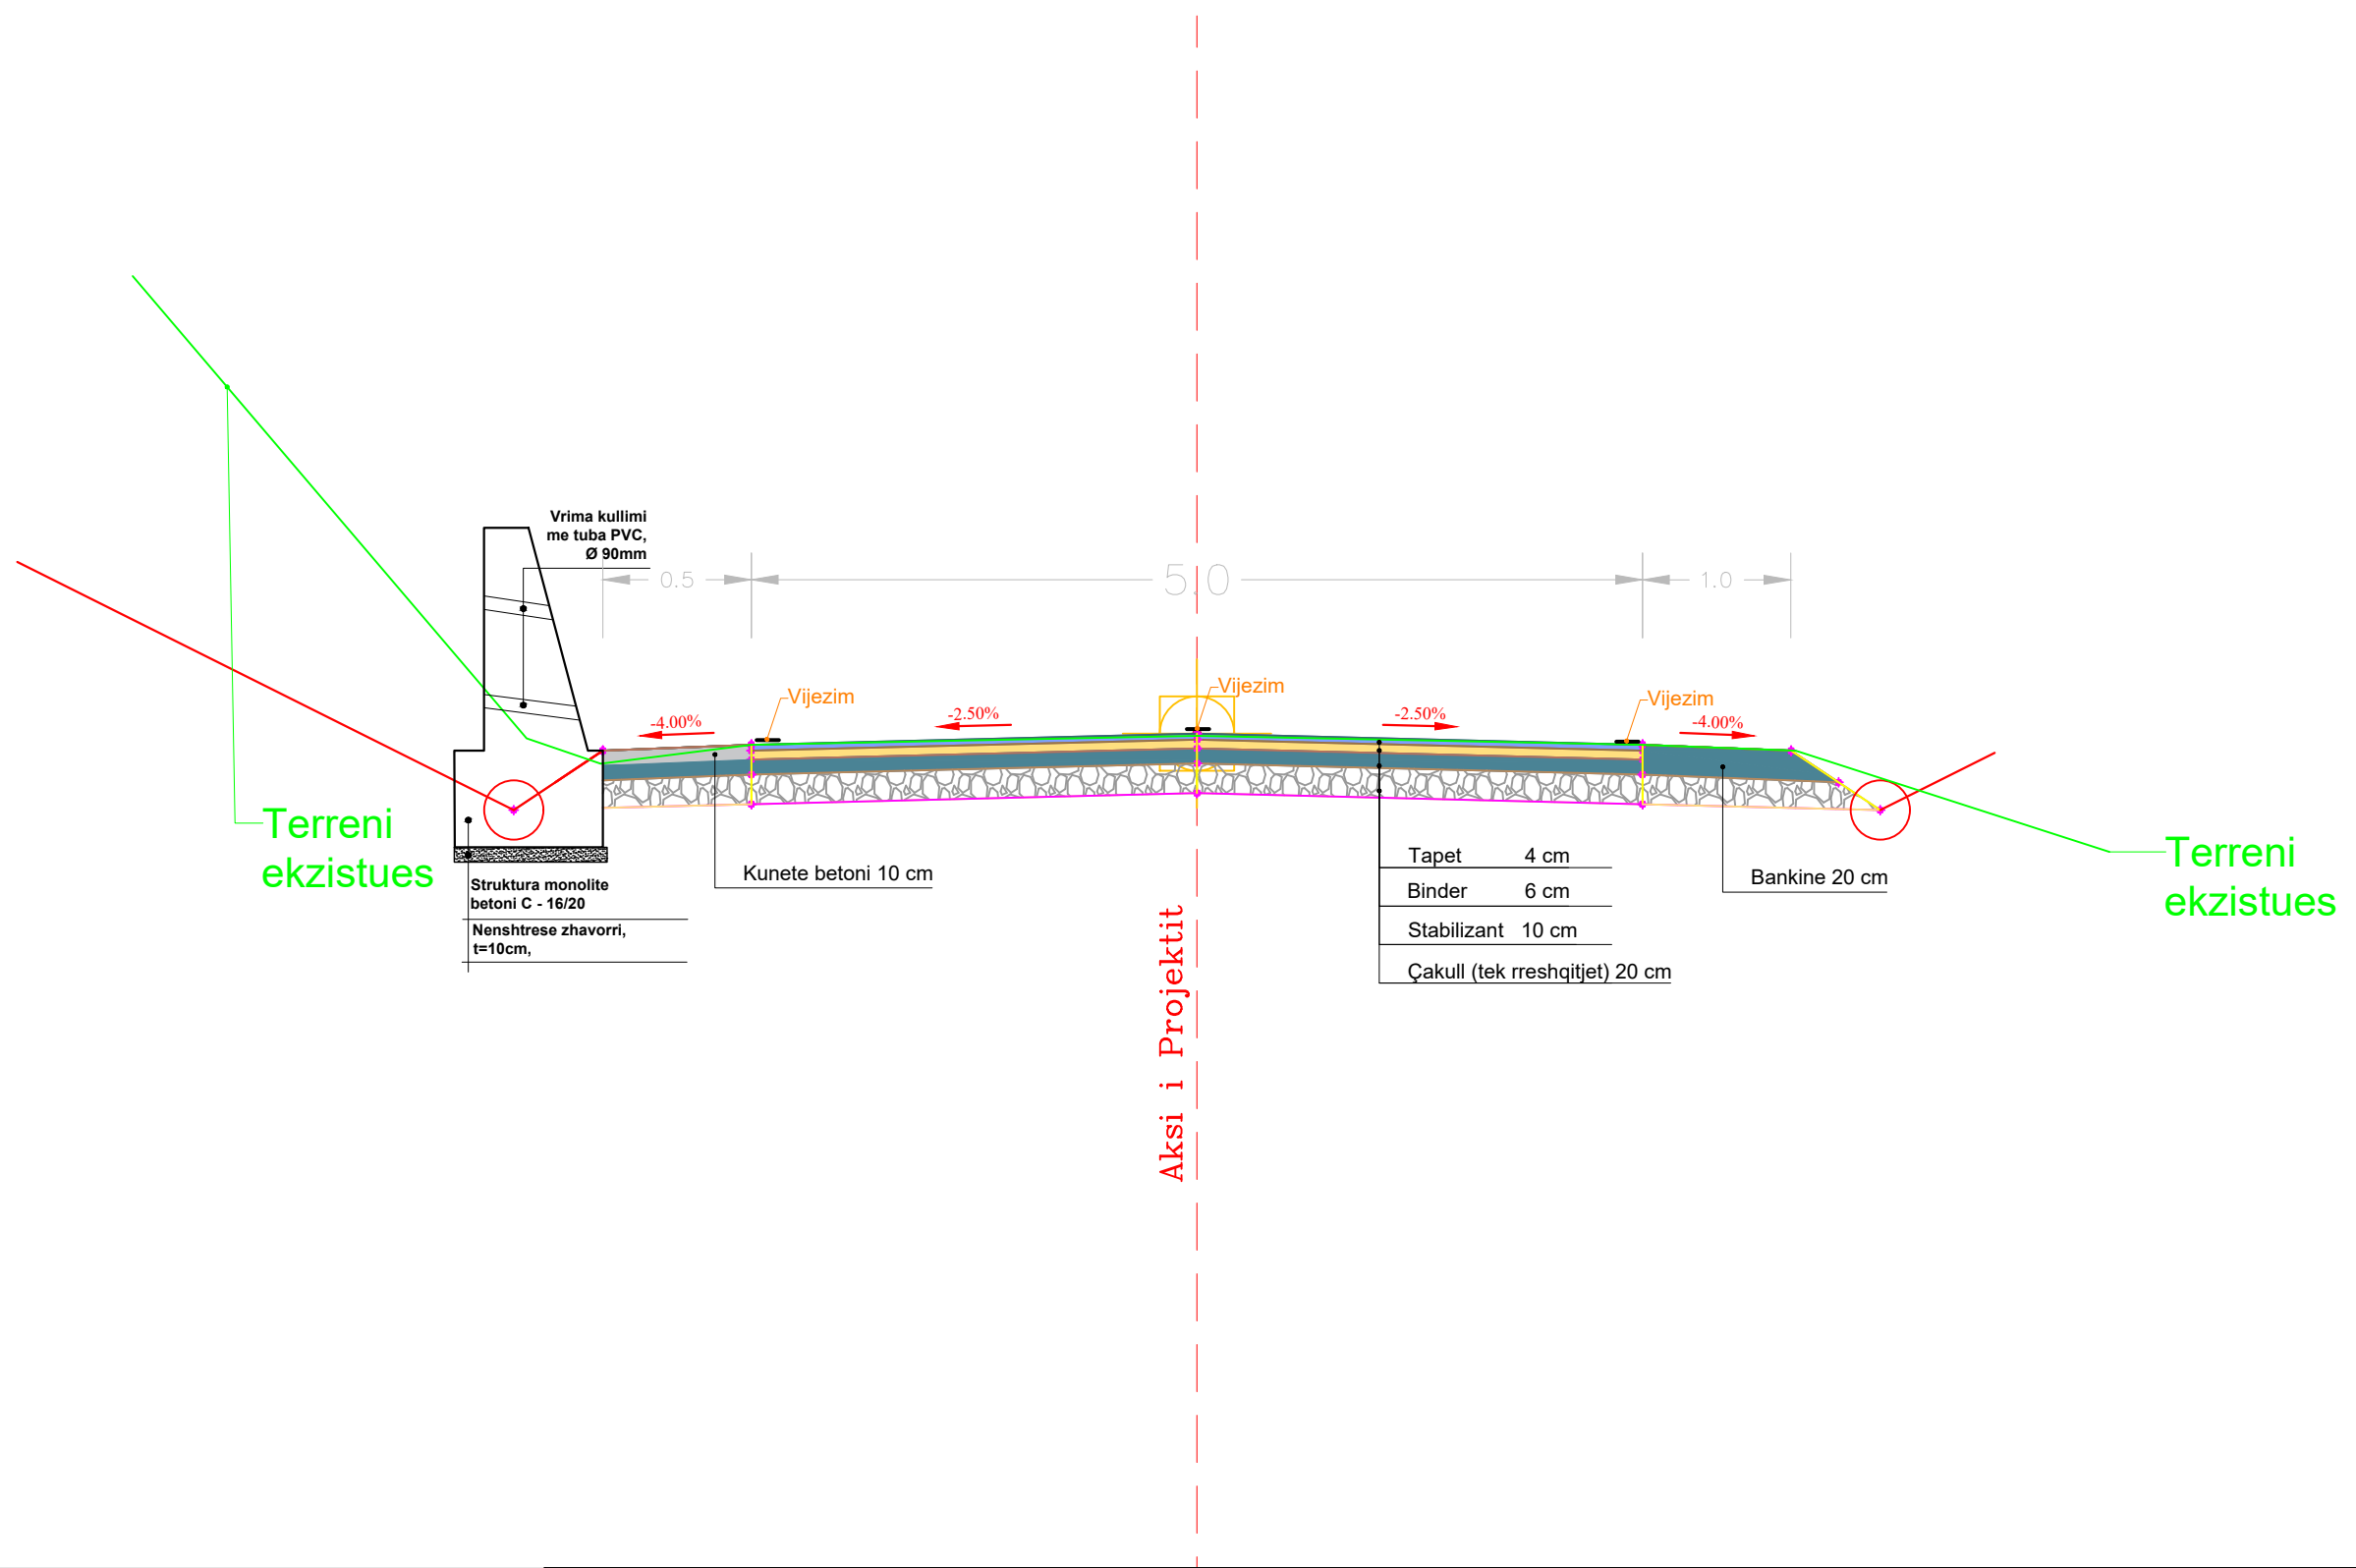 Vrima kullimi
me tuba PVC,
Ø 90mm
0.5
5.0
1.0
Vijezim
Vijezim
Vijezim
-4.00%
-2.50%
-2.50%
-4.00%
Terreni
ekzistues
Terreni
ekzistues
Kunete betoni 10 cm
Struktura monolite
betoni C - 16/20
Nenshtrese zhavorri,
t=10cm,
Tapet 4 cm
Binder 6 cm
Stabilizant 10 cm
Çakull (tek rreshqitjet) 20 cm
Bankine 20 cm
Aksi i Projektit